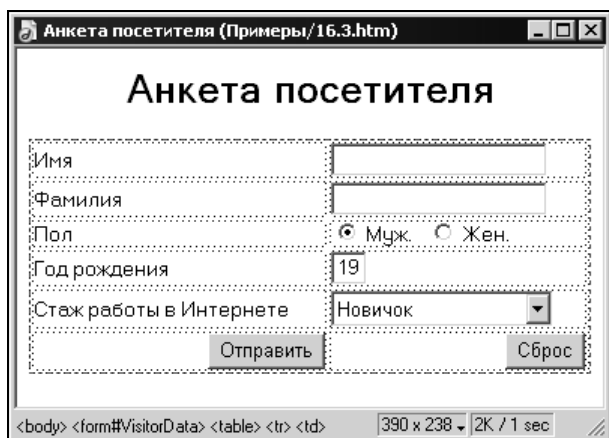 Анкета посетителя (Примеры/16.3.htm)
Анкета посетителя
Имя
Фамилия
Пол Муж. Жен.
Год рождения 19
Стаж работы в Интернете Новичок
Отправить Сброс
<body> <form#VisitorData> <table> <tr> <td> 390 x 238 2K / 1 sec